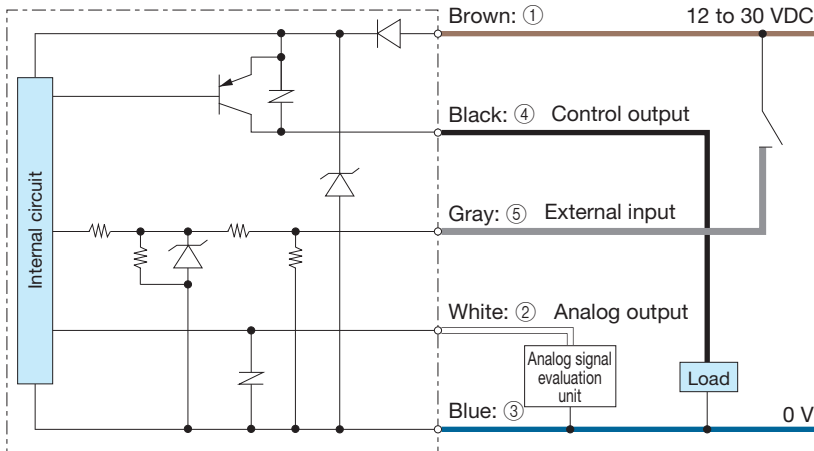 Brown: ① 12 to 30 VDC
Black: ④ Control output
Internal circuit
Gray: ⑤ External input
White: ② Analog output
Analog signal
evaluation
unit
Load
Blue: ③ 0 V